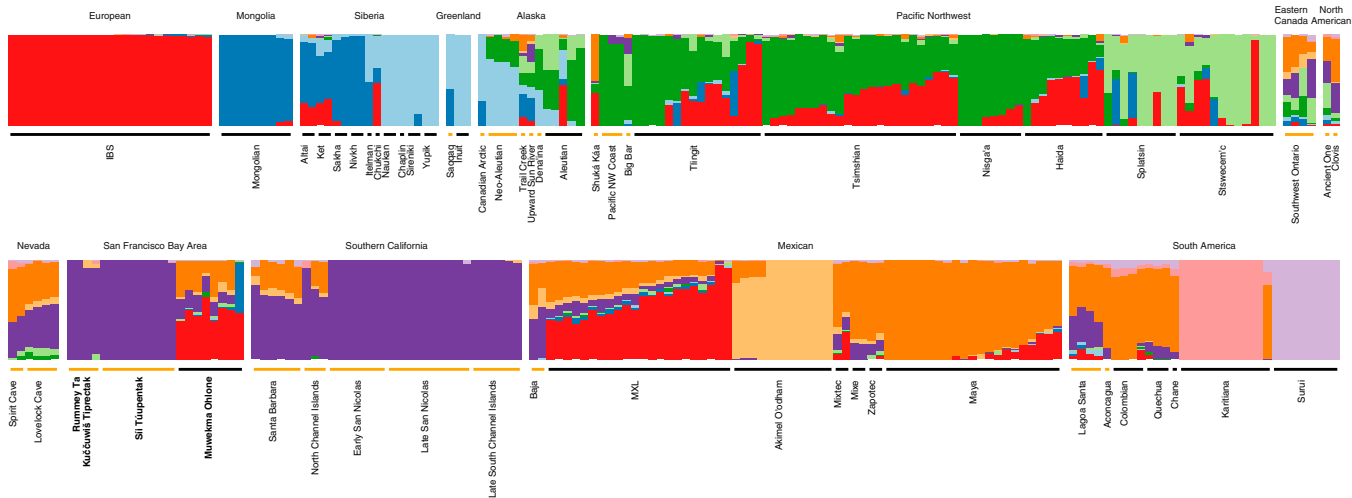 European
Mongolia
Siberia
Greenland
Alaska
Pacific Northwest
Eastern
Canada
North
American
IBS
Mongolian
Altai
Ket
Sakha
Nivkh
Itelman
Chukchi
Naukan
Chaplin
Sireniki
Yupik
Saqqaq
Inuit
Canadian Arctic
Neo-Aleutian
Trail Creek
Upward Sun River
Dena'ina
Aleutian
Shuká Káa
Pacific NW Coast
Big Bar
Tlingit
Tsimshian
Nisga'a
Haida
Splatsin
Stswecem'c
Southwest Ontario
Ancient One
Clovis
Nevada
San Francisco Bay Area
Southern California
Mexican
South America
Spirit Cave
Lovelock Cave
Rummey Ta
Kuččuwiš Tiprectak
Síi Túupentak
Muwekma Ohlone
Santa Barbara
North Channel Islands
Early San Nicolas
Late San Nicolas
Late South Channel Islands
Baja
MXL
Akimel O'odham
Mixtec
Mixe
Zapotec
Maya
Lagoa Santa
Aconcagua
Colombian
Quechua
Chane
Karitiana
Surui